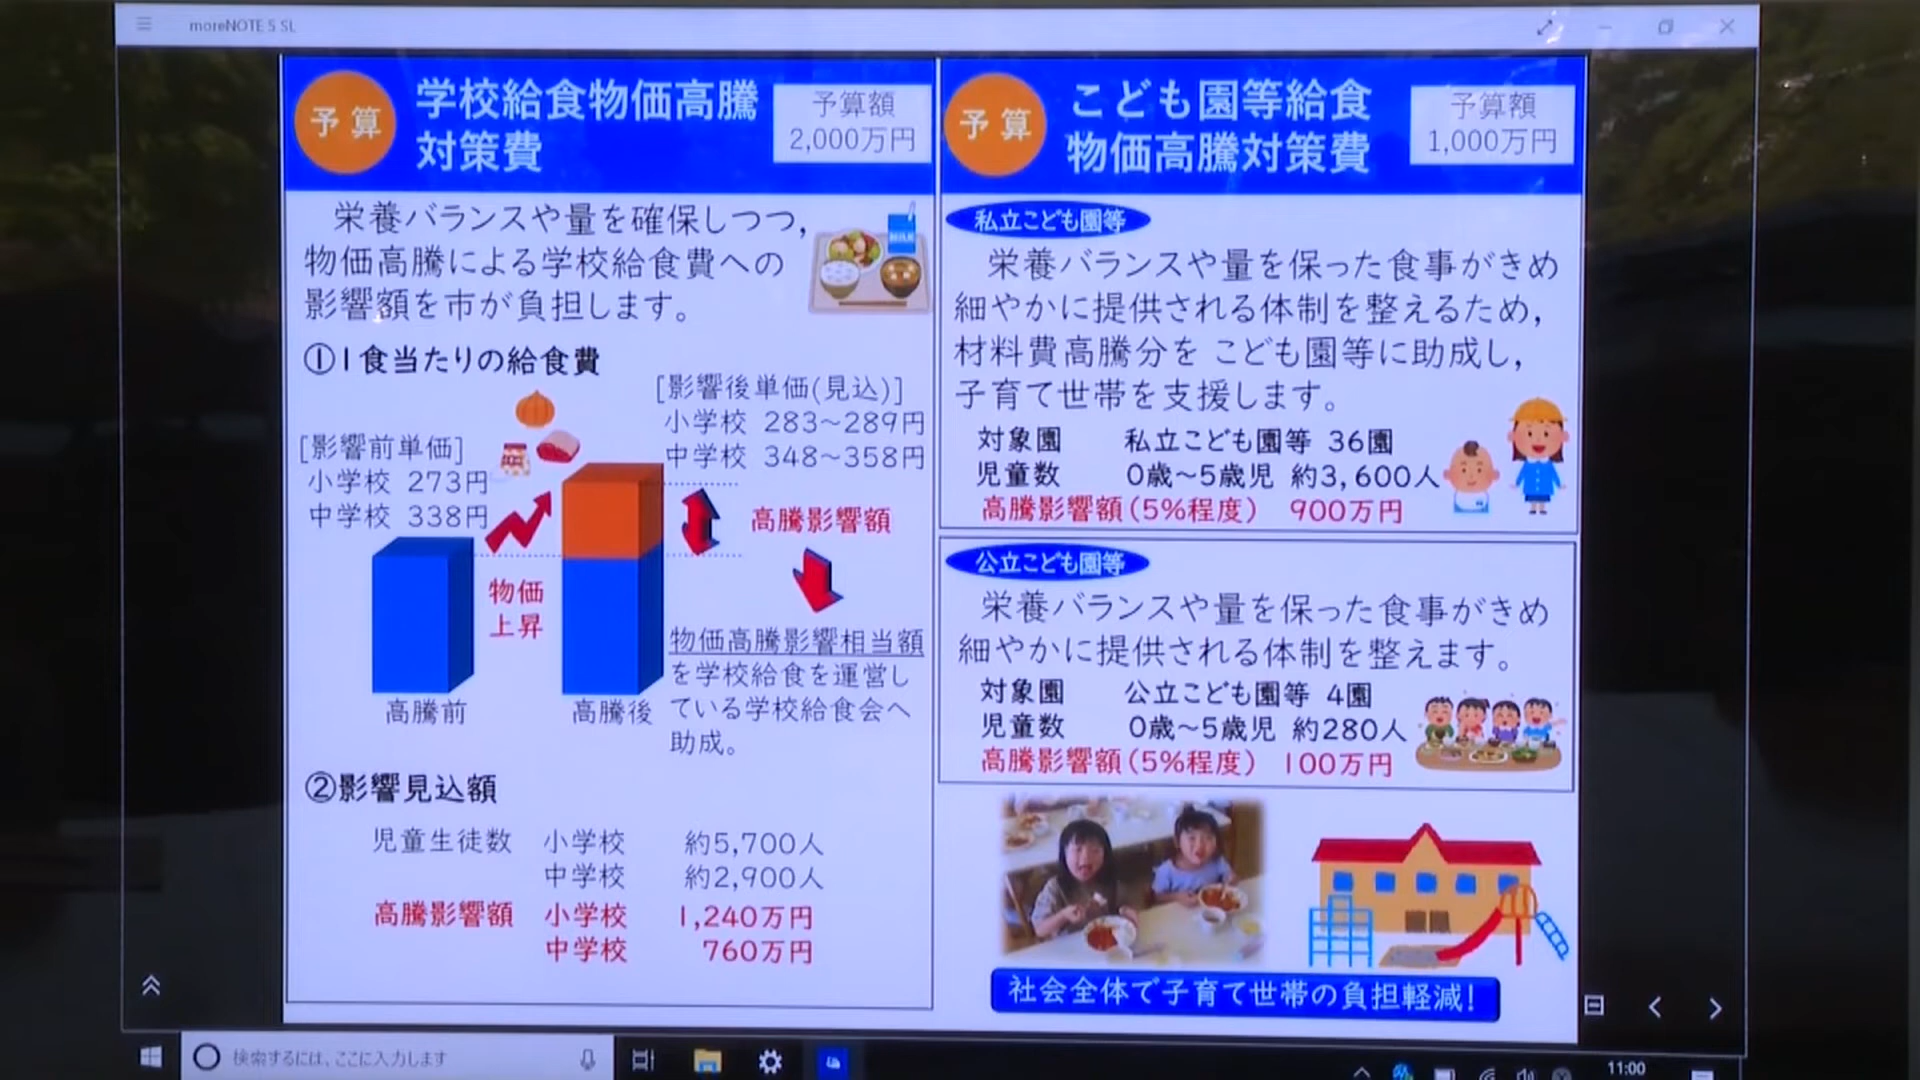 moreNOTE 5 SL
予算
学校給食物価高騰
対策費
予算額
2,000万円
栄養バランスや量を確保しつつ，
物価高騰による学校給食費への
影響額を市が負担します。
①1食当たりの給食費
[影響後単価(見込)]
小学校 283～289円
中学校 348～358円
[影響前単価]
小学校 273円
中学校 338円
高騰影響額
物価
上昇
物価高騰影響相当額
を学校給食を運営し
ている学校給食会へ
助成。
高騰前
高騰後
②影響見込額
児童生徒数 小学校 約5,700人
中学校 約2,900人
高騰影響額 小学校 1,240万円
中学校 760万円
予算
こども園等給食
物価高騰対策費
予算額
1,000万円
私立こども園等
栄養バランスや量を保った食事がきめ
細やかに提供される体制を整えるため，
材料費高騰分を こども園等に助成し，
子育て世帯を支援します。
対象園 私立こども園等 36園
児童数 0歳～5歳児 約3,600人
高騰影響額(5%程度) 900万円
公立こども園等
栄養バランスや量を保った食事がきめ
細やかに提供される体制を整えます。
対象園 公立こども園等 4園
児童数 0歳～5歳児 約280人
高騰影響額(5%程度) 100万円
社会全体で子育て世帯の負担軽減！
検索するには、ここに入力します
11:00